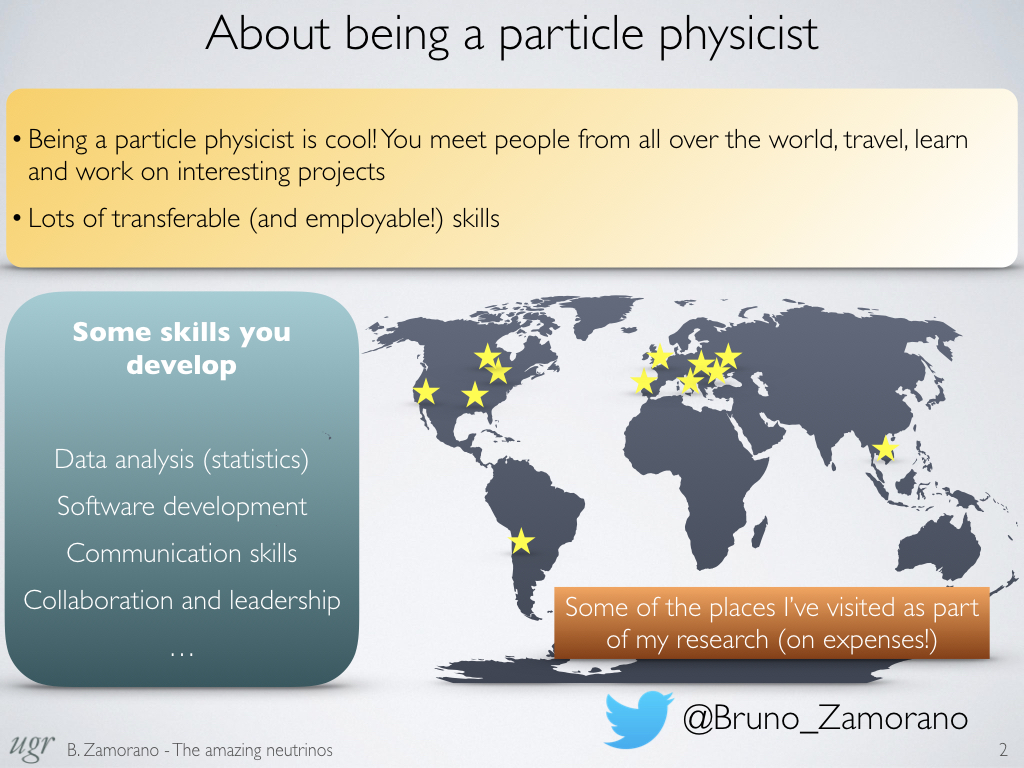 About being a particle physicist
• Being a particle physicist is cool! You meet people from all over the world, travel, learn
and work on interesting projects
• Lots of transferable (and employable!) skills
Some skills you
develop
Data analysis (statistics)
Software development
Communication skills
Collaboration and leadership
…
Some of the places I've visited as part
of my research (on expenses!)
@Bruno_Zamorano
ugr B. Zamorano - The amazing neutrinos
2